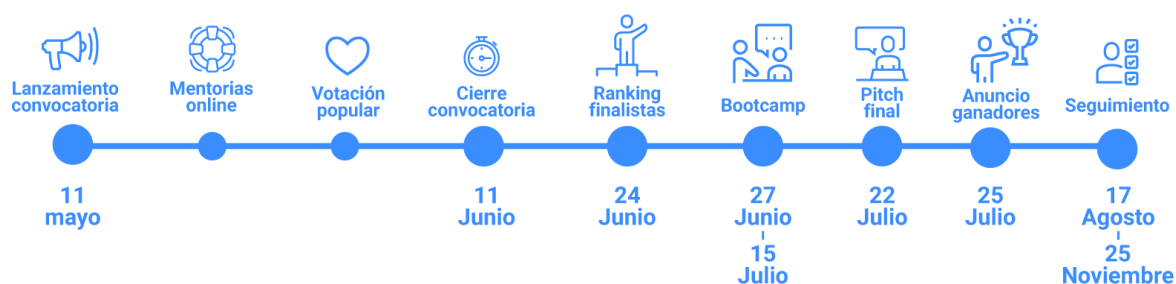 Lanzamiento
convocatoria
Mentorias
online
Votación
popular
Cierre
convocatoria
Ranking
finalistas
Bootcamp
Pitch
final
Anuncio
ganadores
Seguimiento
11
mayo
11
Junio
24
Junio
27
Junio
15
Julio
22
Julio
25
Julio
17
Agosto
25
Noviembre